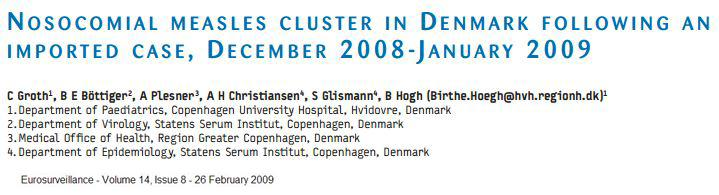 NOSOCOMIAL MEASLES CLUSTER IN DENMARK FOLLOWING AN
IMPORTED CASE, DECEMBER 2008-JANUARY 2009
C Groth¹, B E Böttiger², A Plesner³, A H Christiansen⁴, S Glismann⁴, B Hogh (Birthe.Hoegh@hvh.regionh.dk)¹
1. Department of Paediatrics, Copenhagen University Hospital, Hvidovre, Denmark
2. Department of Virology, Statens Serum Institut, Copenhagen, Denmark
3. Medical Office of Health, Region Greater Copenhagen, Denmark
4. Department of Epidemiology, Statens Serum Institut, Copenhagen, Denmark
Eurosurveillance - Volume 14, Issue 8 - 26 February 2009